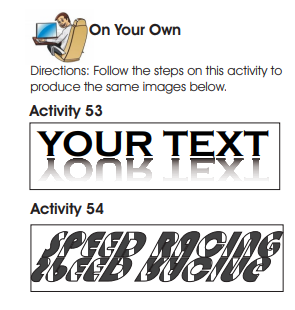 On Your Own
Directions: Follow the steps on this activity to
produce the same images below.
Activity 53
YOUR TEXT
Activity 54
SPEED RACING